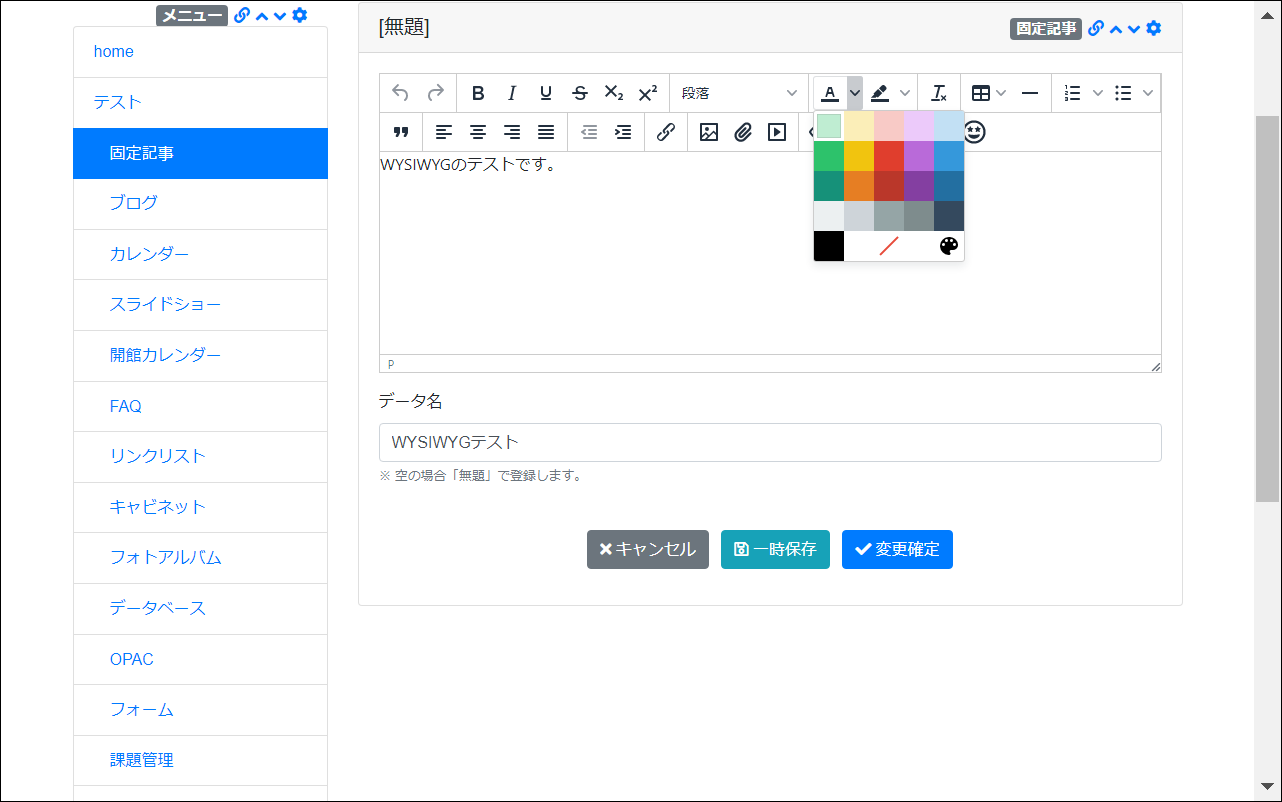 メニュー
home
テスト
固定記事
ブログ
カレンダー
スライドショー
開館カレンダー
FAQ
リンクリスト
キャビネット
フォトアルバム
データベース
OPAC
フォーム
課題管理
[無題]
固定記事
段落
WYSIWYGのテストです。
P
データ名
WYSIWYGテスト
※ 空の場合「無題」で登録します。
キャンセル
一時保存
変更確定